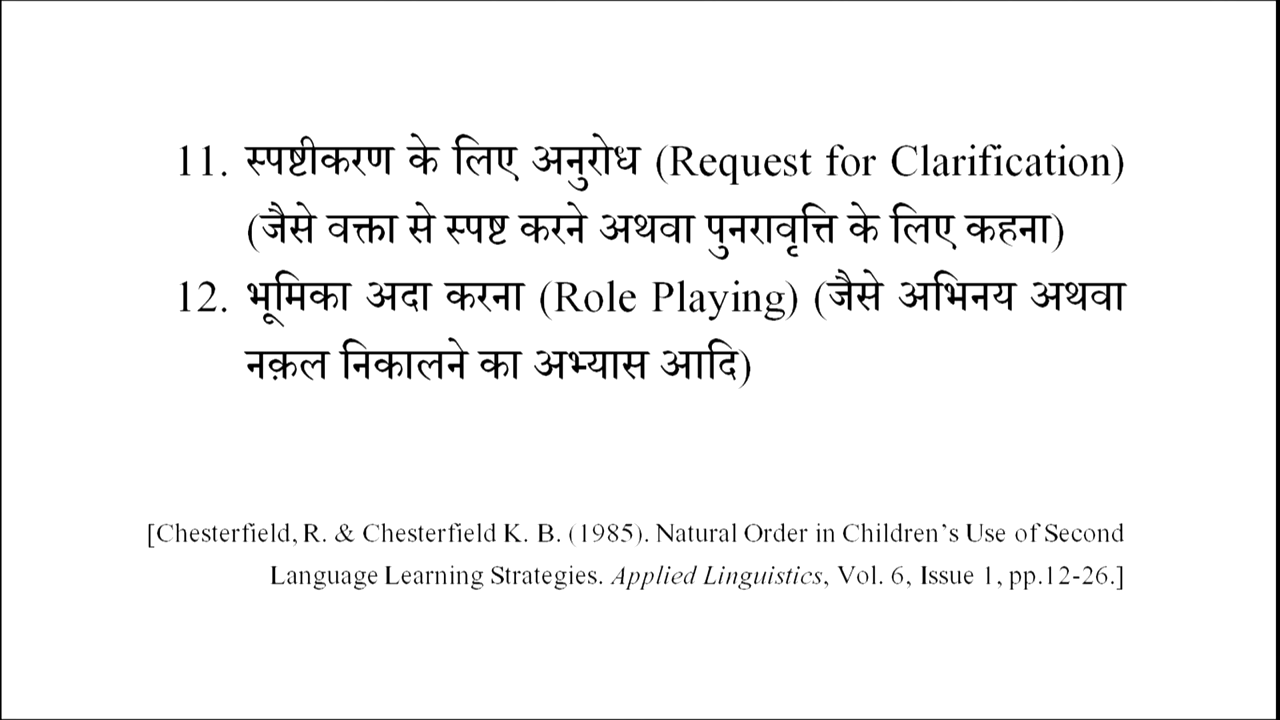 11. स्पष्टीकरण के लिए अनुरोध (Request for Clarification)
(जैसे वक्ता से स्पष्ट करने अथवा पुनरावृत्ति के लिए कहना)
12. भूमिका अदा करना (Role Playing) (जैसे अभिनय अथवा
नक़ल निकालने का अभ्यास आदि)
[Chesterfield, R. & Chesterfield K. B. (1985). Natural Order in Children’s Use of Second
Language Learning Strategies. Applied Linguistics, Vol. 6, Issue 1, pp.12-26.]